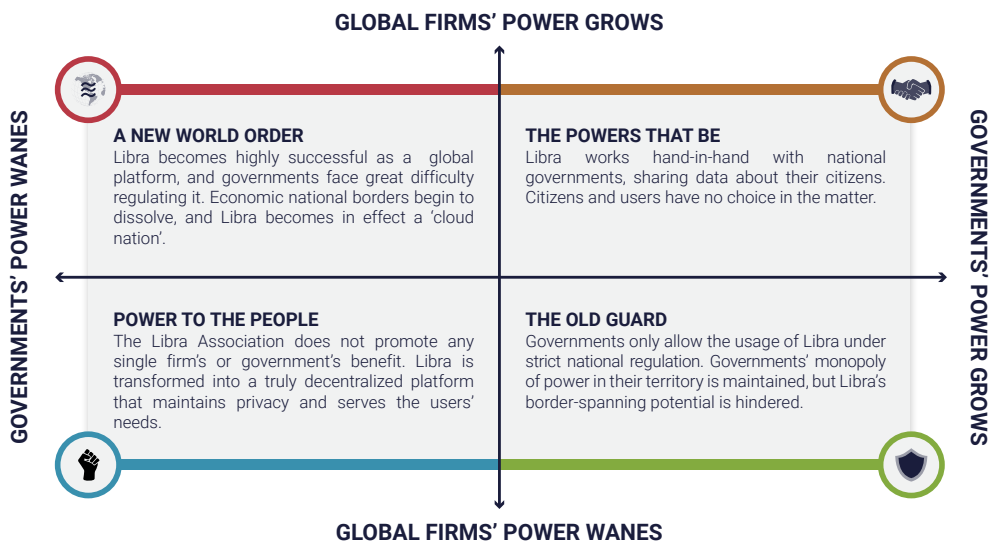 GLOBAL FIRMS’ POWER GROWS
GOVERNMENTS’ POWER WANES
A NEW WORLD ORDER
Libra becomes highly successful as a global
platform, and governments face great difficulty
regulating it. Economic national borders begin to
dissolve, and Libra becomes in effect a ‘cloud
nation’.
THE POWERS THAT BE
Libra works hand-in-hand with national
governments, sharing data about their citizens.
Citizens and users have no choice in the matter.
GOVERNMENTS’ POWER GROWS
POWER TO THE PEOPLE
The Libra Association does not promote any
single firm’s or government’s benefit. Libra is
transformed into a truly decentralized platform
that maintains privacy and serves the users’
needs.
THE OLD GUARD
Governments only allow the usage of Libra under
strict national regulation. Governments’ monopoly
of power in their territory is maintained, but Libra’s
border-spanning potential is hindered.
GLOBAL FIRMS’ POWER WANES